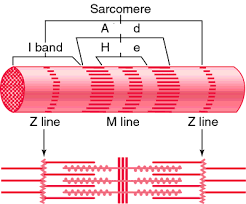 Sarcomere
A d
I band H e
Z line M line Z line